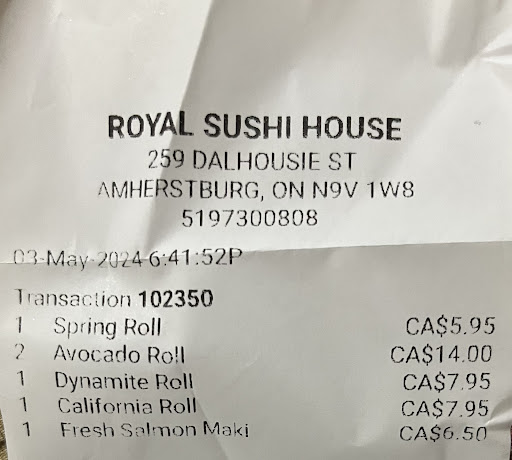 ROYAL SUSHI HOUSE
259 DALHOUSIE ST
AMHERSTBURG, ON N9V 1W8
5197300808
03-May-2024 6:41:52P
Transaction 102350
1 Spring Roll CA$5.95
2 Avocado Roll CA$14.00
1 Dynamite Roll CA$7.95
1 California Roll CA$7.95
1 Fresh Salmon Maki CA$6.50